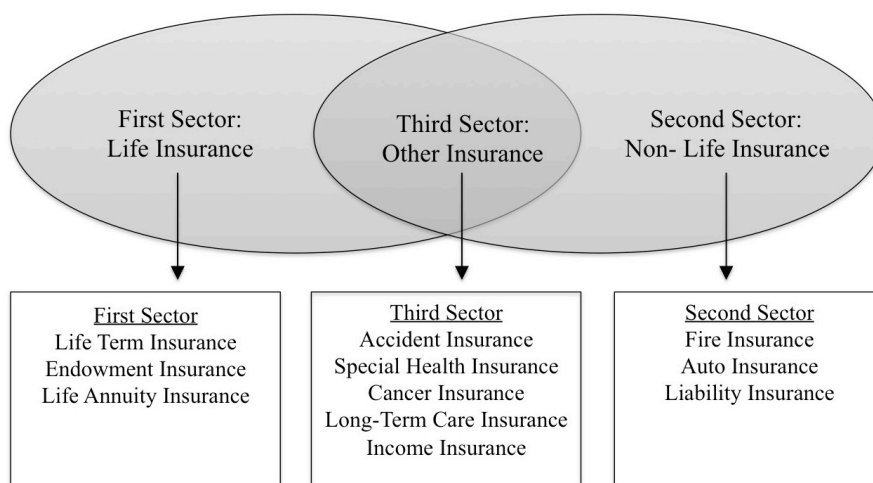 First Sector:
Life Insurance
Third Sector:
Other Insurance
Second Sector:
Non- Life Insurance
First Sector
Life Term Insurance
Endowment Insurance
Life Annuity Insurance
Third Sector
Accident Insurance
Special Health Insurance
Cancer Insurance
Long-Term Care Insurance
Income Insurance
Second Sector
Fire Insurance
Auto Insurance
Liability Insurance